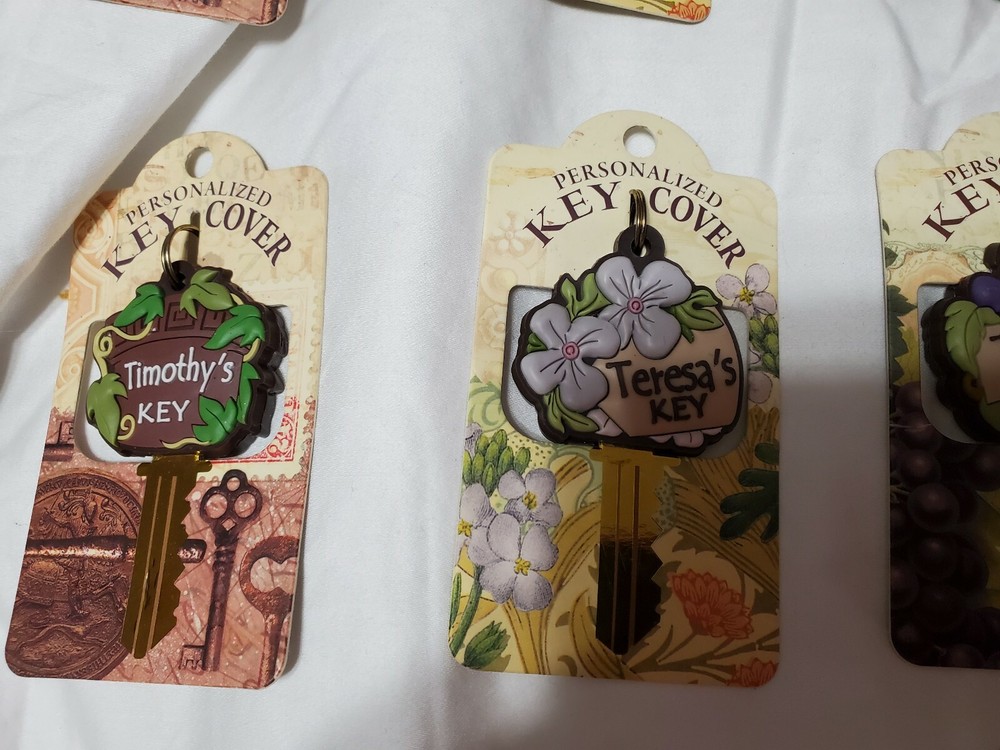 PERSONALIZED
KEY COVER
Timothy's
KEY
PERSONALIZED
KEY COVER
Teresa's
KEY